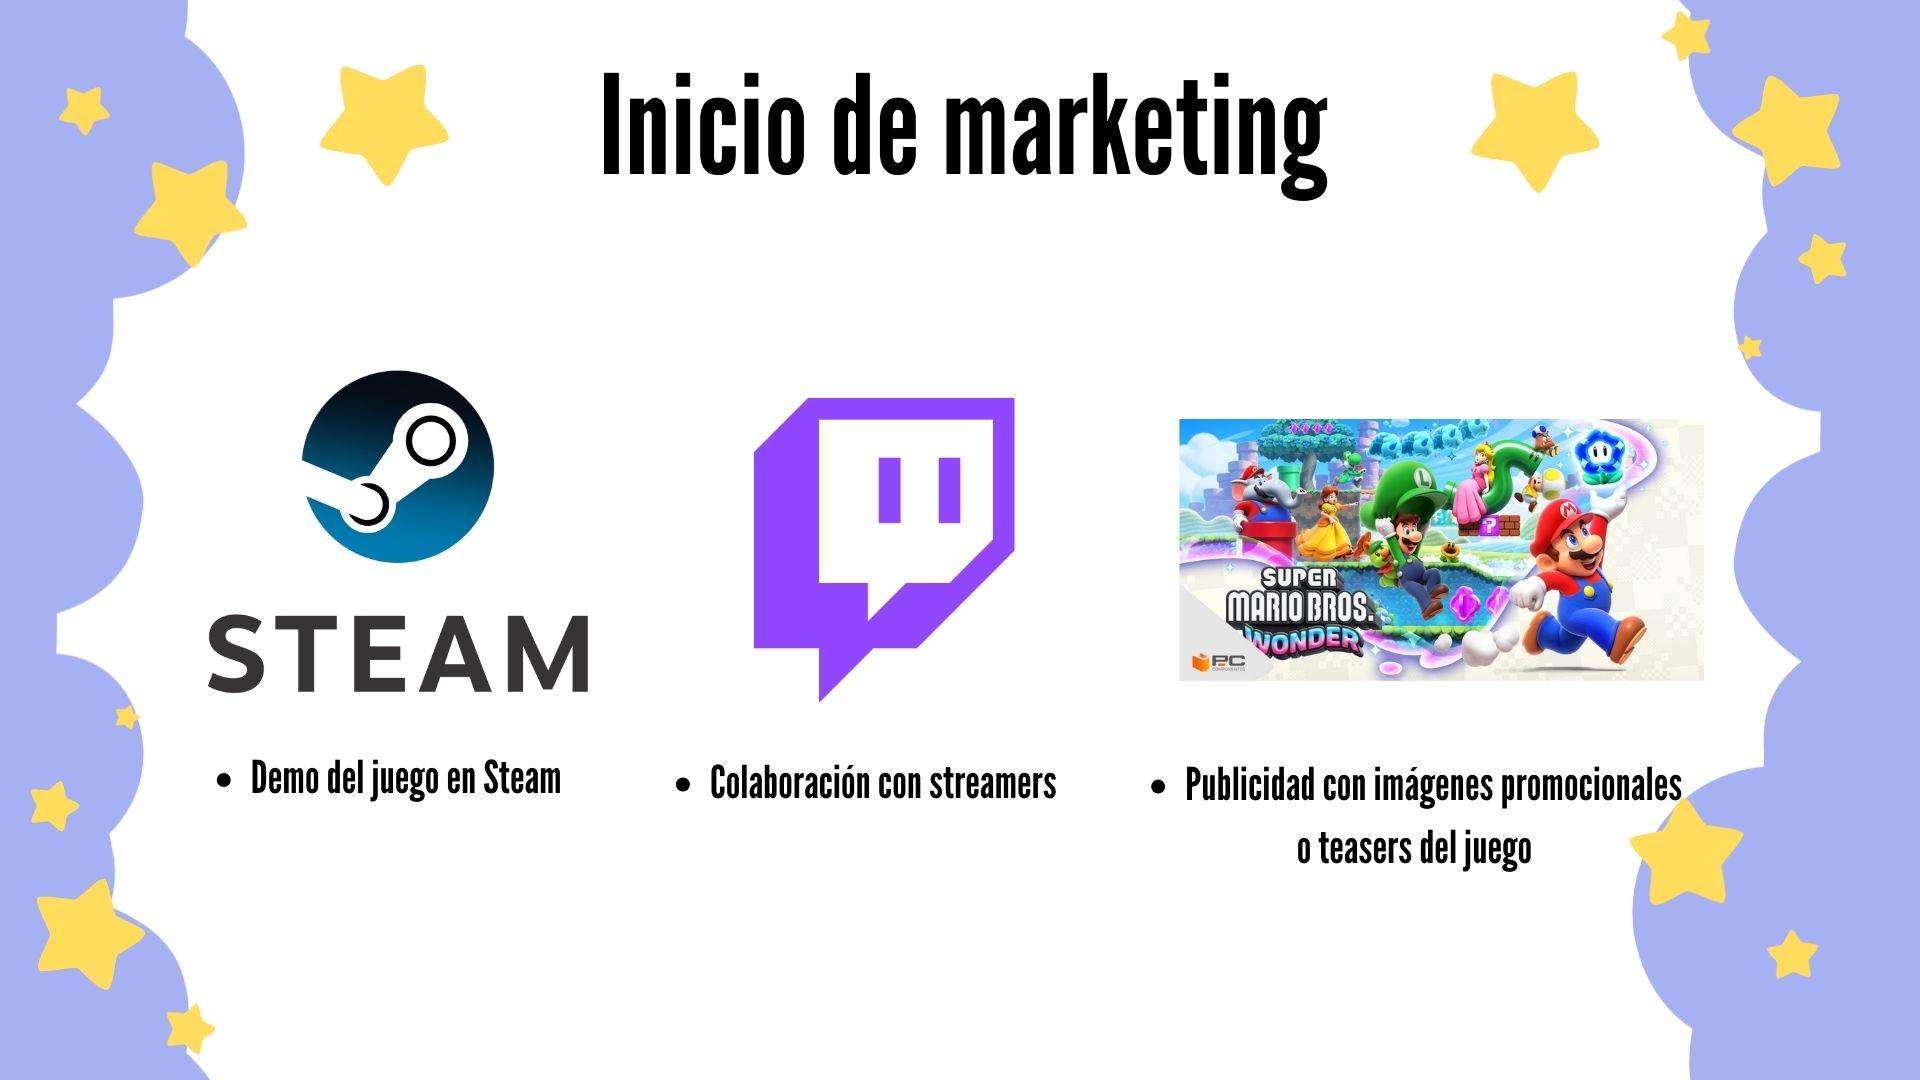 Inicio de marketing
STEAM
SUPER
MARIO BROS.
WONDER
PC
COMPONENTES
• Demo del juego en Steam
• Colaboración con streamers
• Publicidad con imágenes promocionales
o teasers del juego